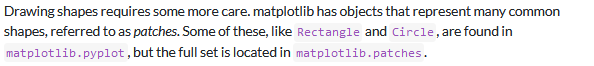 Drawing shapes requires some more care. matplotlib has objects that represent many common
shapes, referred to as patches. Some of these, like Rectangle and Circle, are found in
matplotlib.pyplot, but the full set is located in matplotlib.patches.